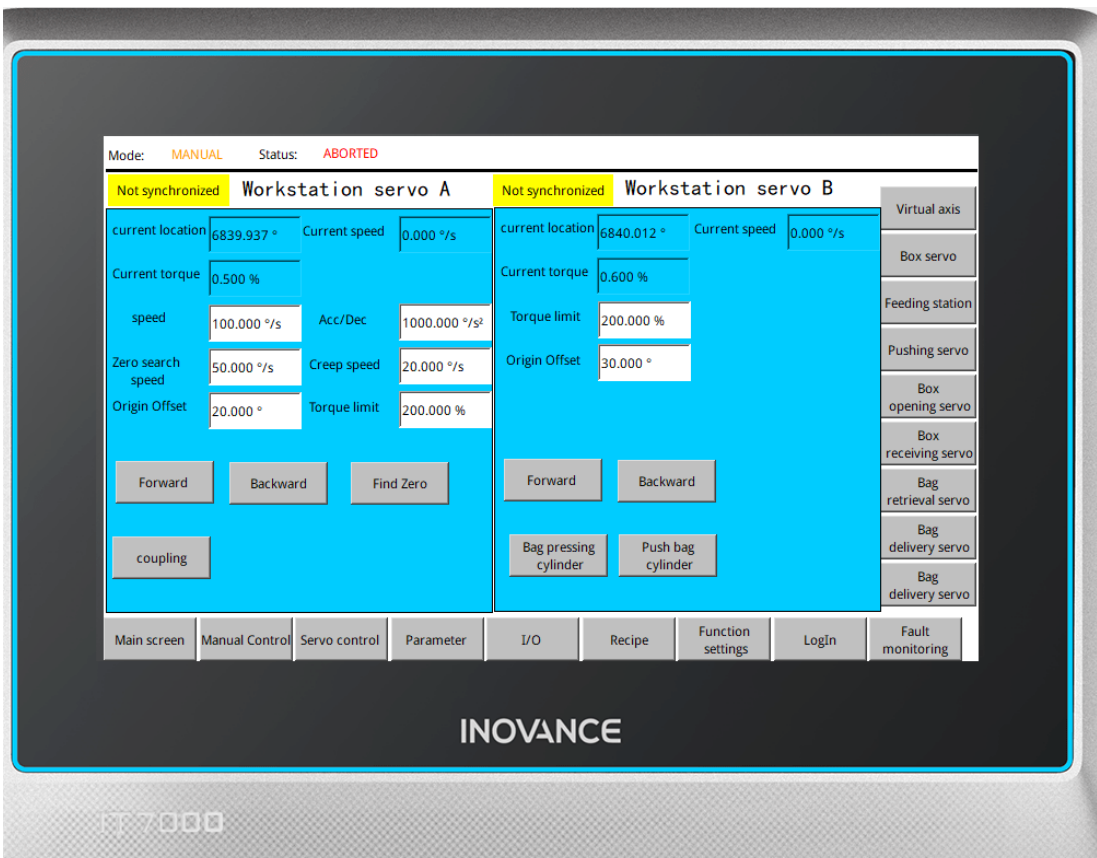 Mode: MANUAL Status: ABORTED
Not synchronized Workstation servo A
current location 6839.937 ° Current speed 0.000 °/s
Current torque 0.500 %
speed 100.000 °/s Acc/Dec 1000.000 °/s²
Zero search
speed 50.000 °/s Creep speed 20.000 °/s
Origin Offset 20.000 ° Torque limit 200.000 %
Forward Backward Find Zero
coupling
Not synchronized Workstation servo B
current location 6840.012 ° Current speed 0.000 °/s
Current torque 0.600 %
Torque limit 200.000 %
Origin Offset 30.000 °
Forward Backward
Bag pressing
cylinder
Push bag
cylinder
Virtual axis
Box servo
Feeding station
Pushing servo
Box
opening servo
Box
receiving servo
Bag
retrieval servo
Bag
delivery servo
Bag
delivery servo
Main screen Manual Control Servo control Parameter I/O Recipe Function
settings LogIn Fault
monitoring
INOVANCE
IT 7000